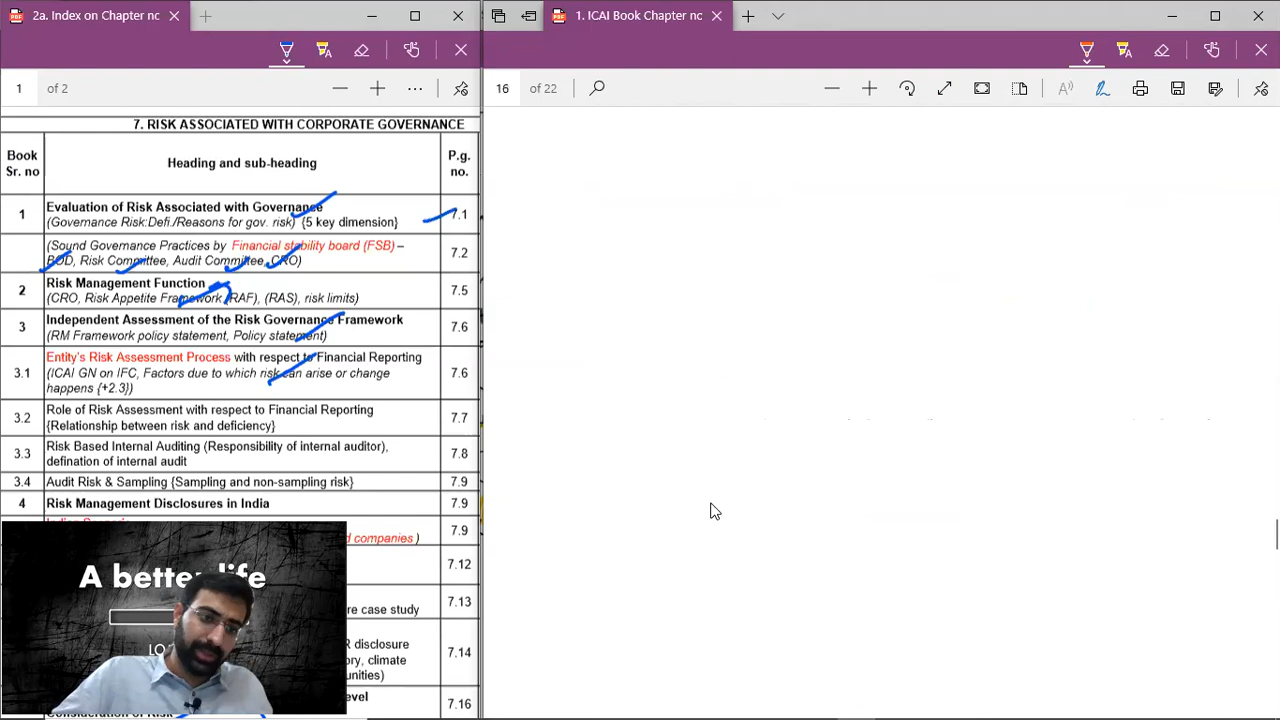 2a. Index on Chapter no
1. ICAI Book Chapter no
1 of 2
16 of 22
7. RISK ASSOCIATED WITH CORPORATE GOVERNANCE
Book Sr. no
Heading and sub-heading
P.g. no.
1
Evaluation of Risk Associated with Governance
(Governance Risk:Defi./Reasons for gov. risk) {5 key dimension}
7.1
(Sound Governance Practices by Financial stability board (FSB) –
BOD, Risk Committee, Audit Committee, CRO)
7.2
2
Risk Management Function
(CRO, Risk Appetite Framework (RAF), (RAS), risk limits)
7.5
3
Independent Assessment of the Risk Governance Framework
(RM Framework policy statement, Policy statement)
7.6
3.1
Entity's Risk Assessment Process with respect to Financial Reporting
(ICAI GN on IFC, Factors due to which risk can arise or change
happens {+2.3})
7.6
3.2
Role of Risk Assessment with respect to Financial Reporting
{Relationship between risk and deficiency}
7.7
3.3
Risk Based Internal Auditing (Responsibility of internal auditor),
defination of internal audit
7.8
3.4
Audit Risk & Sampling {Sampling and non-sampling risk}
7.9
4
Risk Management Disclosures in India
7.9
companies )
7.9
7.12
re case study
7.13
R disclosure
ory, climate
unities)
7.14
evel
7.16
Consideration of Risk
A better life
LO